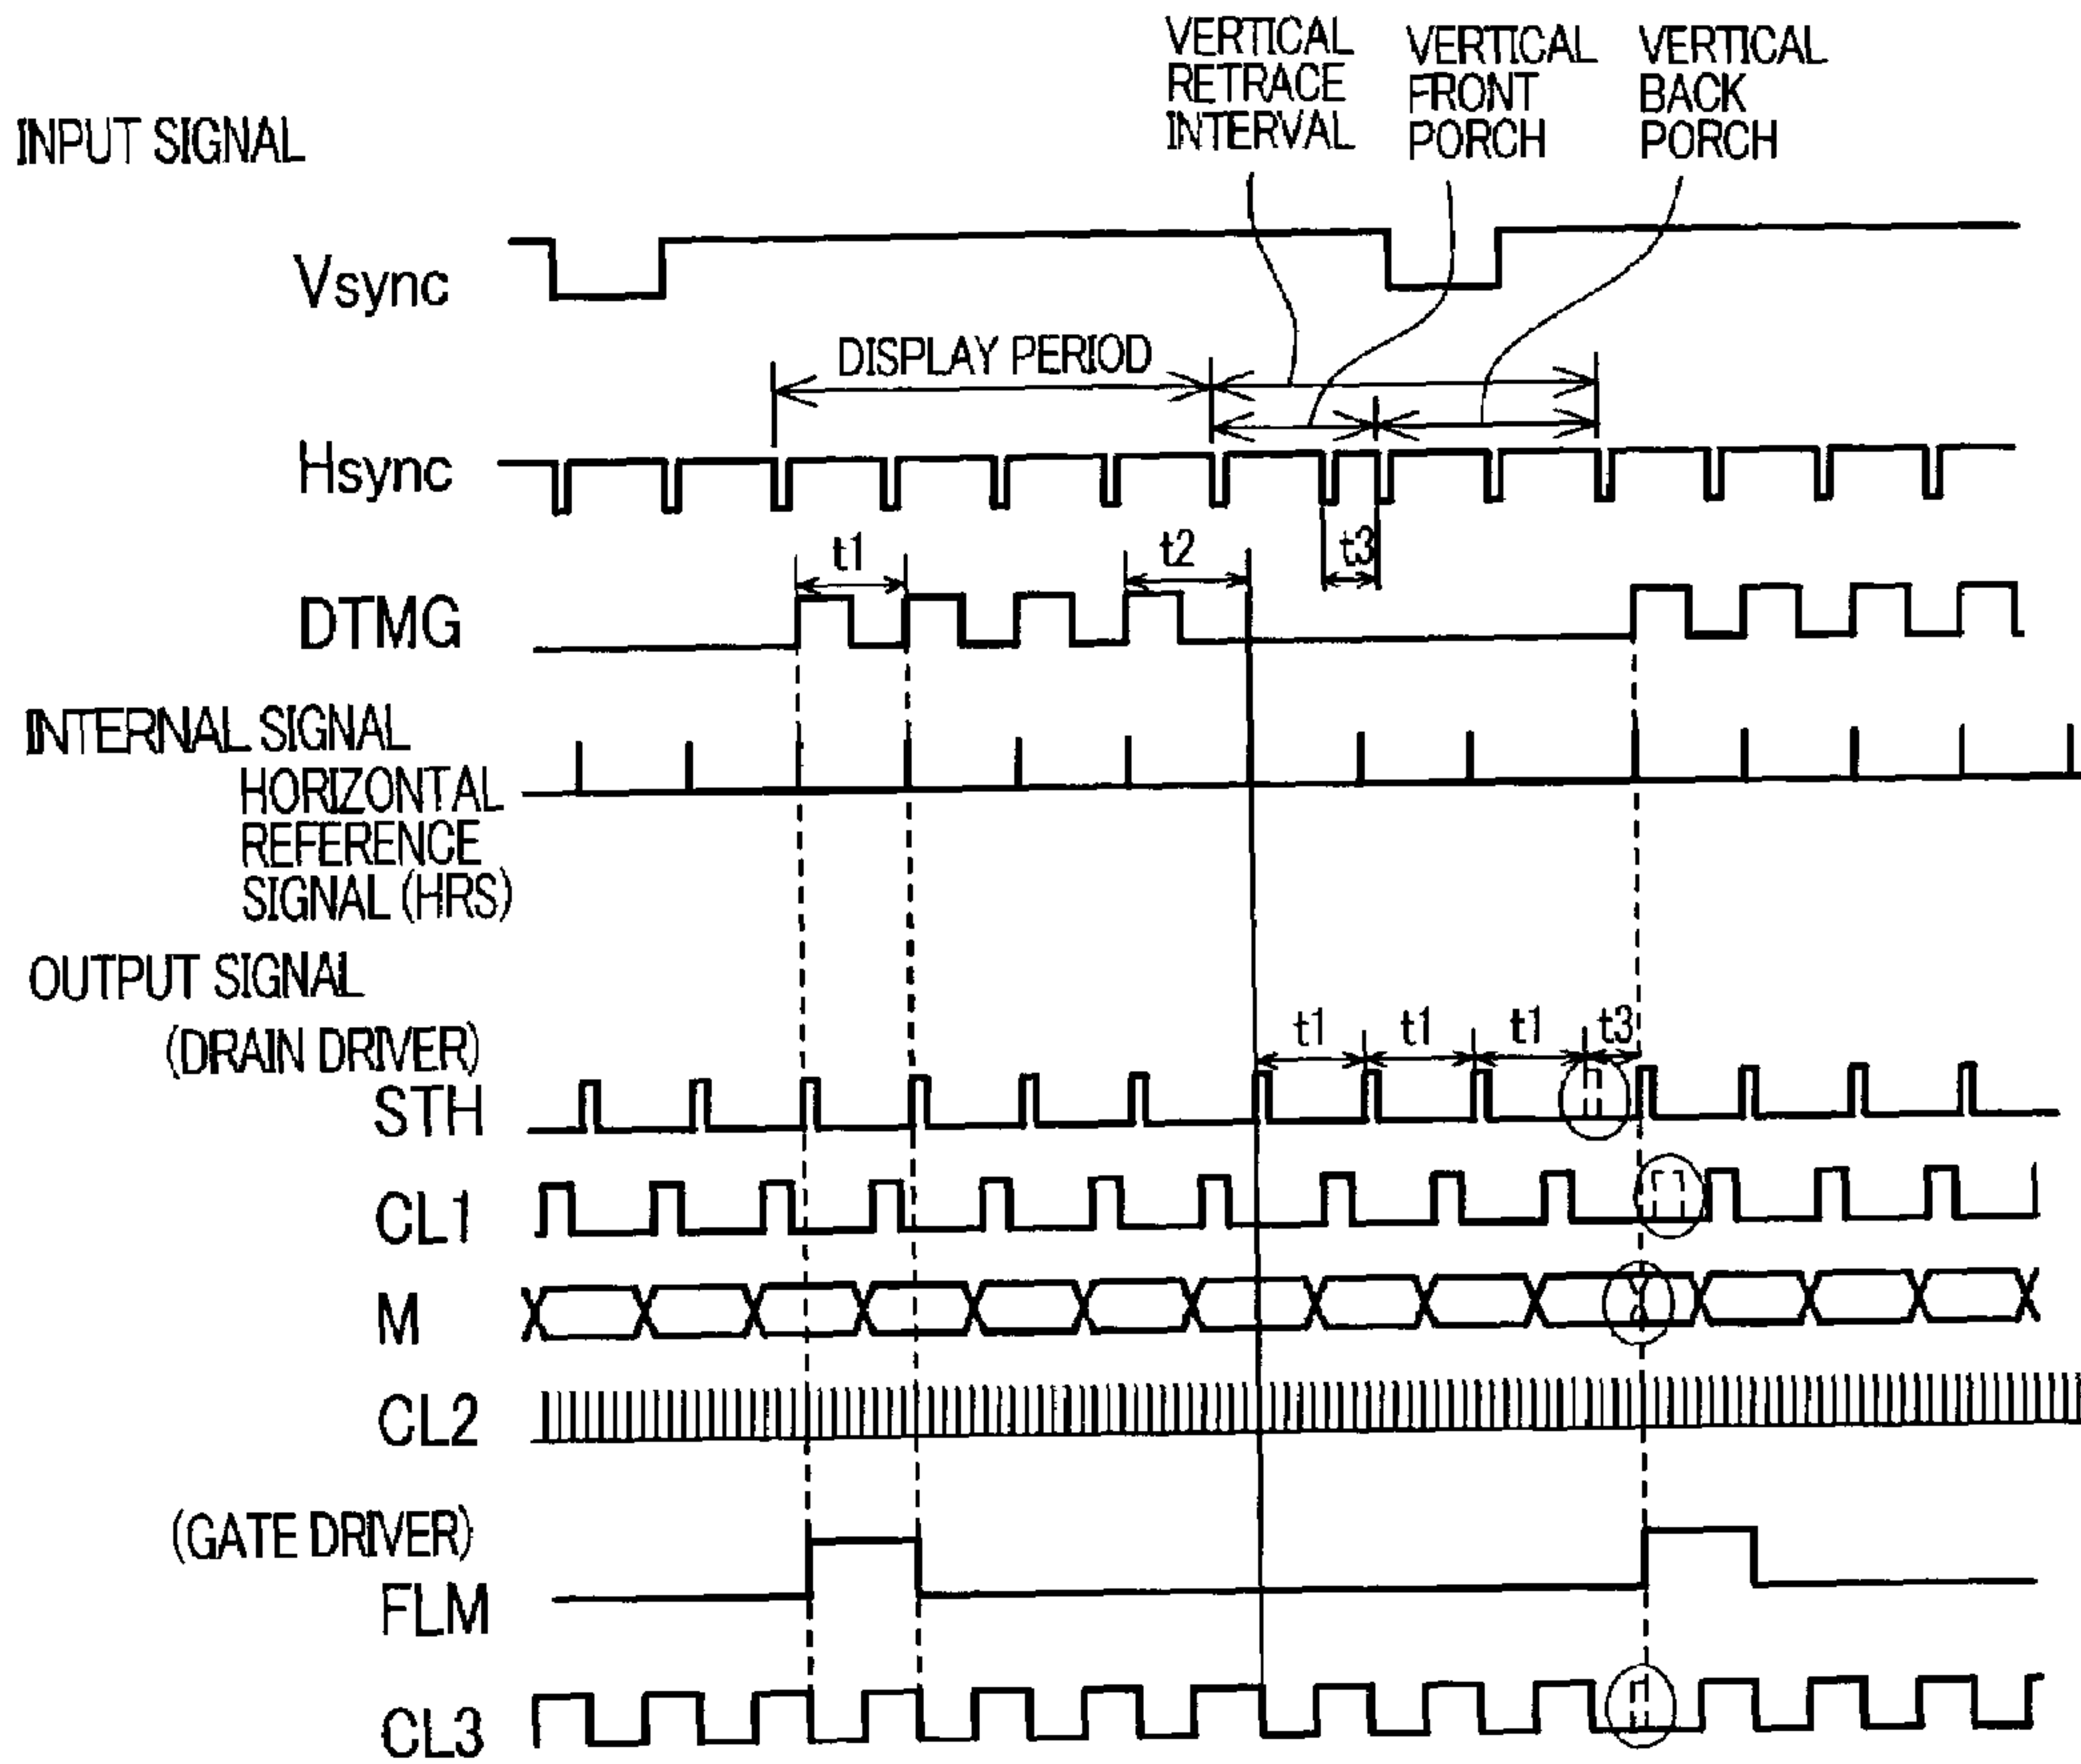 VERTICAL
RETRACE
INTERVAL
VERTICAL
FRONT
PORCH
VERTICAL
BACK
PORCH
INPUT SIGNAL
Vsync
DISPLAY PERIOD
Hsync
t1
t2
t3
DTMG
INTERNAL SIGNAL
HORIZONTAL
REFERENCE
SIGNAL (HRS)
OUTPUT SIGNAL
(DRAIN DRIVER)
t1
t1
t1
t3
STH
CL1
M
CL2
(GATE DRIVER)
FLM
CL3